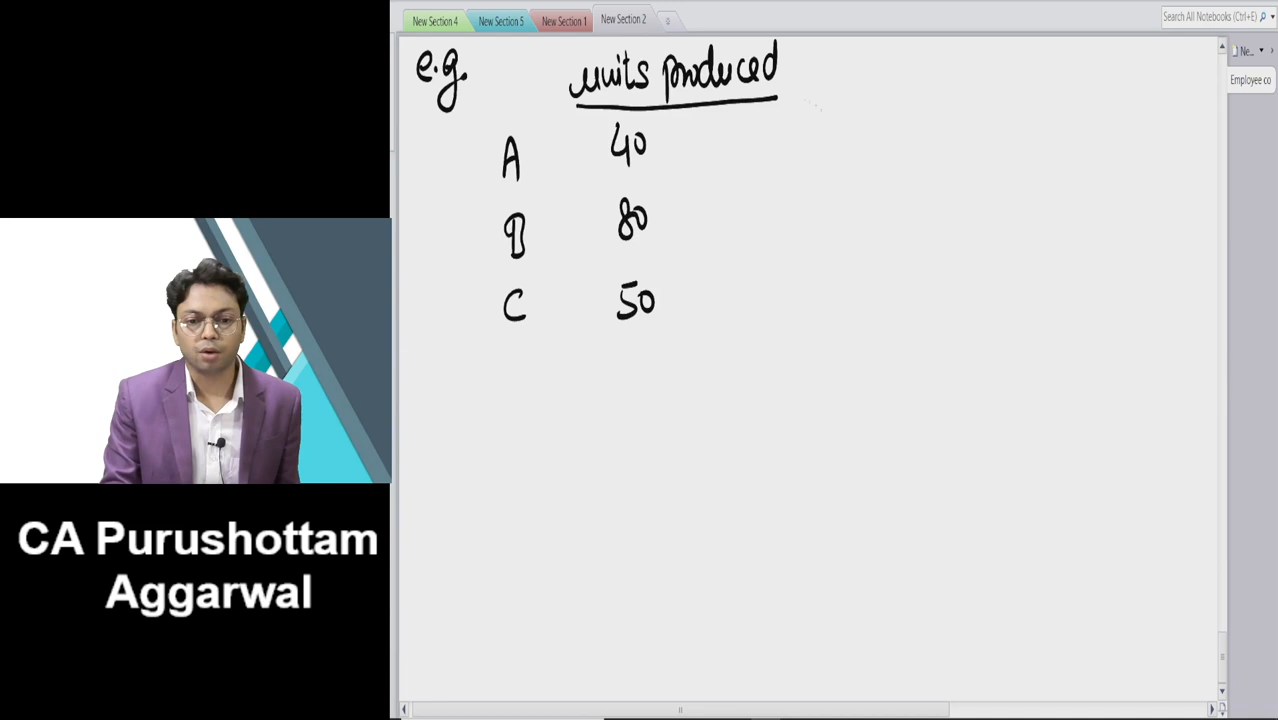 New Section 4 New Section 5 New Section 1 New Section 2
Search All Notebooks (Ctrl+E)
Ne...
Employee co
e.g. units produced
A 40
B 80
C 50
CA Purushottam
Aggarwal